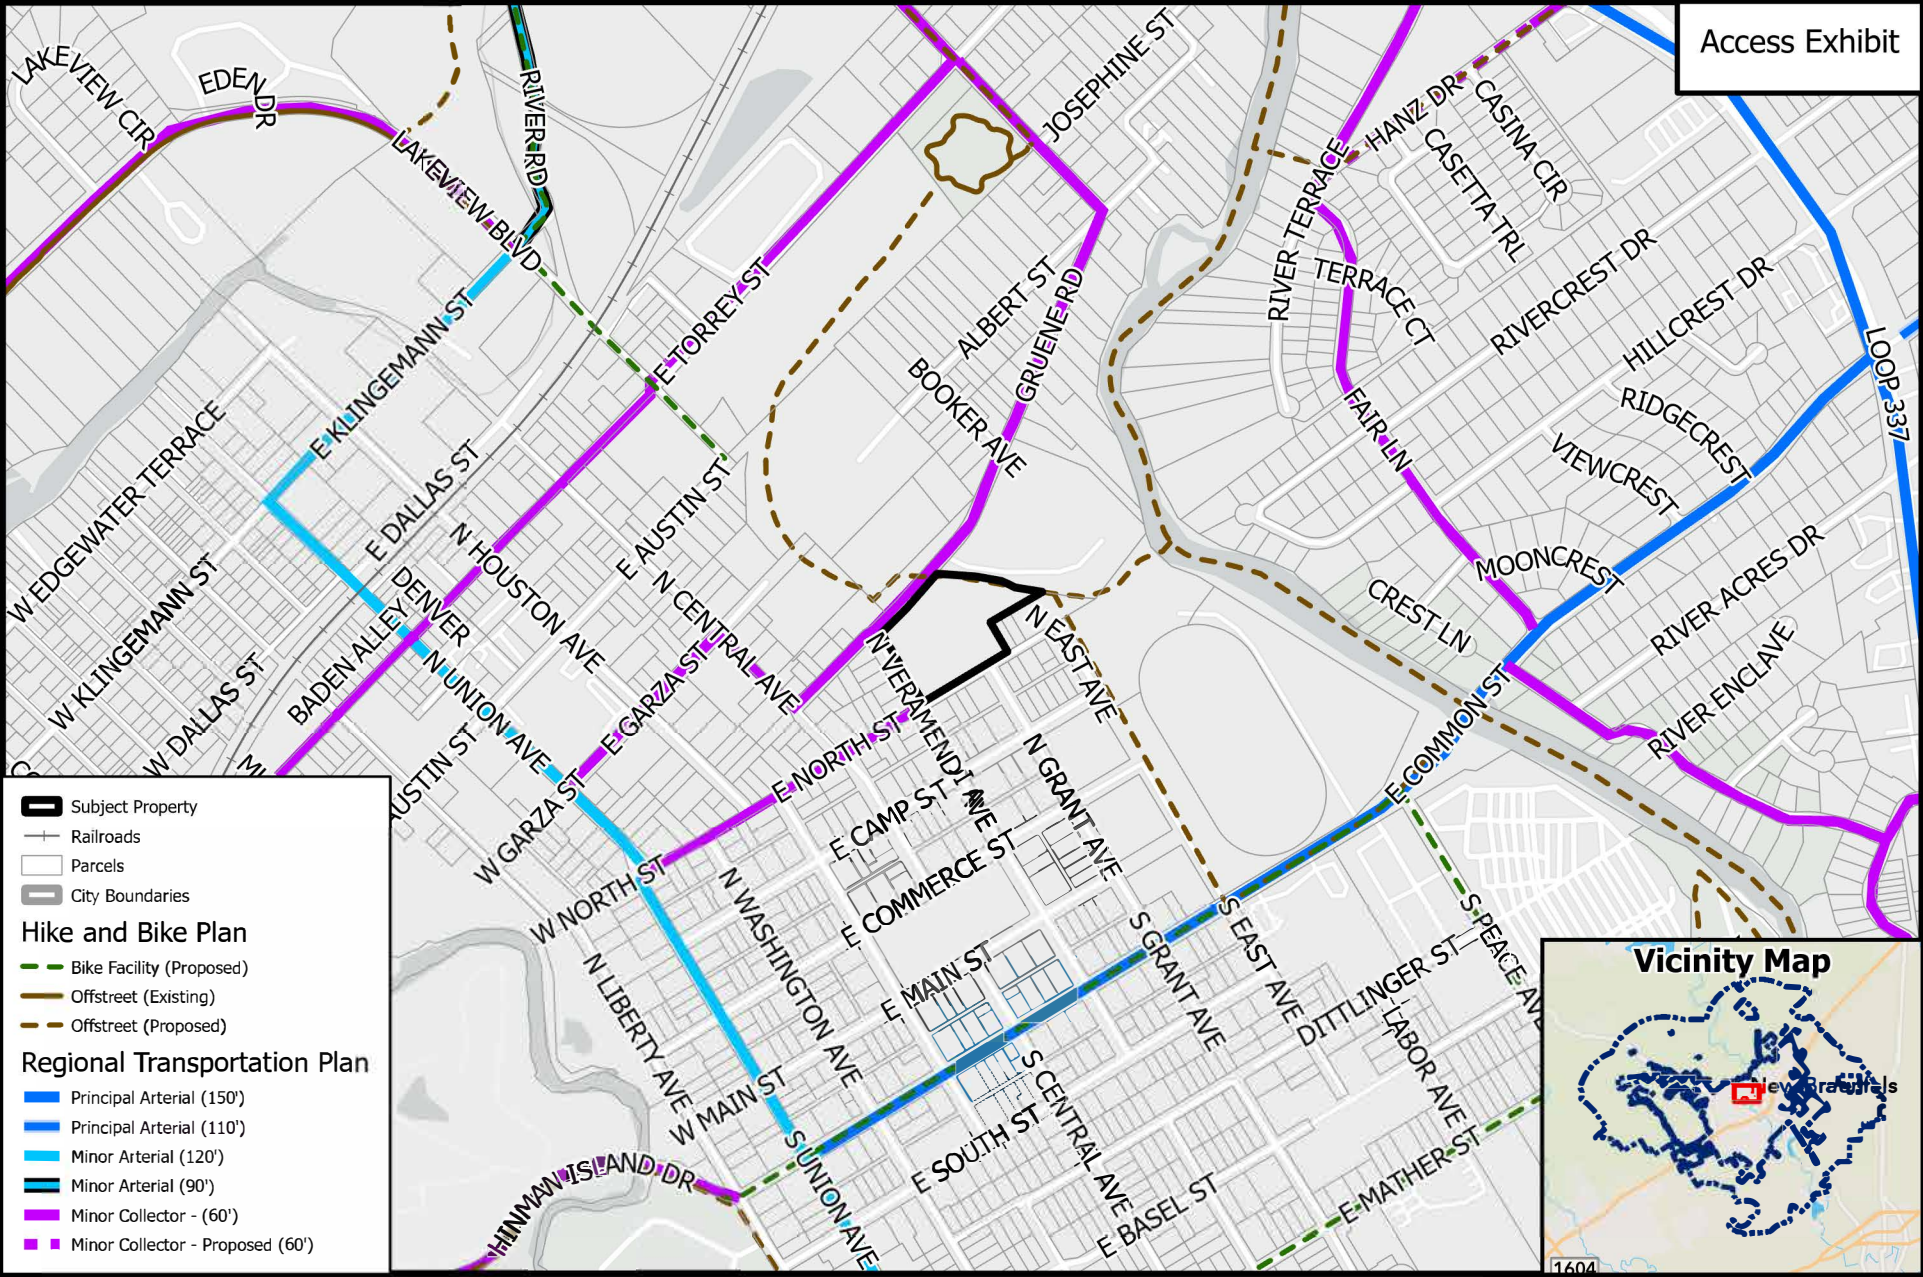 Access Exhibit
LAKEVIEW CIR
EDEN DR
LAKEVIEW BLVD
RIVER RD
JOSEPHINE ST
HANZ DR
CASINA CIR
CASETTA TRL
RIVER TERRACE
TERRACE CT
RIVERCREST DR
HILLCREST DR
LOOP 337
RIDGECREST
VIEWCREST
FAIR LN
MOONCREST
RIVER ACRES DR
CREST LN
RIVER ENCLAVE
E TORREY ST
ALBERT ST
GRUENE RD
BOOKER AVE
E KLINGEMANN ST
W EDGEWATER TERRACE
E DALLAS ST
W KLINGEMANN ST
W DALLAS ST
DENVER
BADEN ALLEY
N HOUSTON AVE
E AUSTIN ST
N CENTRAL AVE
E GARZA ST
N UNION AVE
AUSTIN ST
W GARZA ST
N VERAMENDI AVE
N EAST AVE
N GRANT AVE
E NORTH ST
W NORTH ST
E CAMP ST
E COMMERCE ST
E COMMON ST
N WASHINGTON AVE
N LIBERTY AVE
E MAIN ST
W MAIN ST
S GRANT AVE
S EAST AVE
S PEACE AVE
DITTLINGER ST
LABOR AVE
S CENTRAL AVE
E SOUTH ST
S UNION AVE
E BASEL ST
E MATHER ST
HINMAN ISLAND DR
Subject Property
Railroads
Parcels
City Boundaries
Hike and Bike Plan
Bike Facility (Proposed)
Offstreet (Existing)
Offstreet (Proposed)
Regional Transportation Plan
Principal Arterial (150')
Principal Arterial (110')
Minor Arterial (120')
Minor Arterial (90')
Minor Collector - (60')
Minor Collector - Proposed (60')
Vicinity Map
New Braunfels
1604